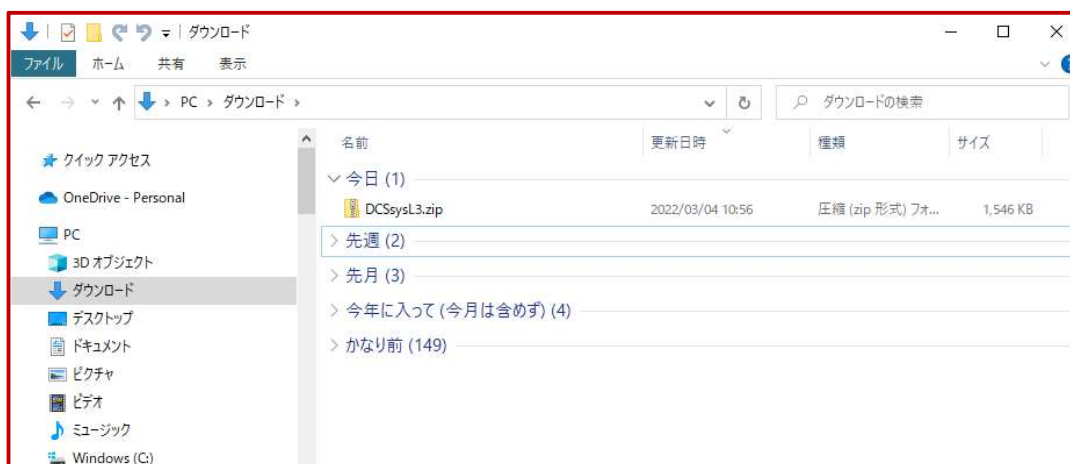 ダウンロード
ファイル ホーム 共有 表示
PC ダウンロード ダウンロードの検索
名前 更新日時 種類 サイズ
クイック アクセス
OneDrive - Personal
PC
3D オブジェクト
ダウンロード
デスクトップ
ドキュメント
ピクチャ
ビデオ
ミュージック
Windows (C:)
今日 (1)
DCSsysL3.zip 2022/03/04 10:56 圧縮 (zip 形式) フォ... 1,546 KB
先週 (2)
先月 (3)
今年に入って (今月は含めず) (4)
かなり前 (149)